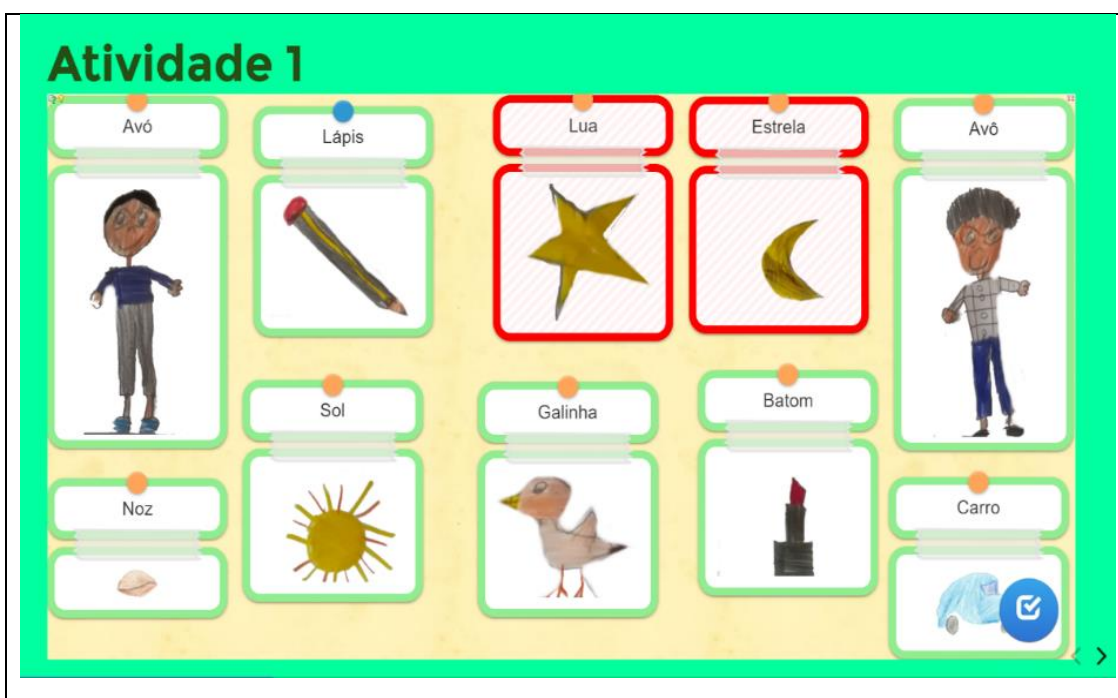 Atividade 1
Avó
Lápis
Lua
Estrela
Avô
Sol
Galinha
Batom
Noz
Carro